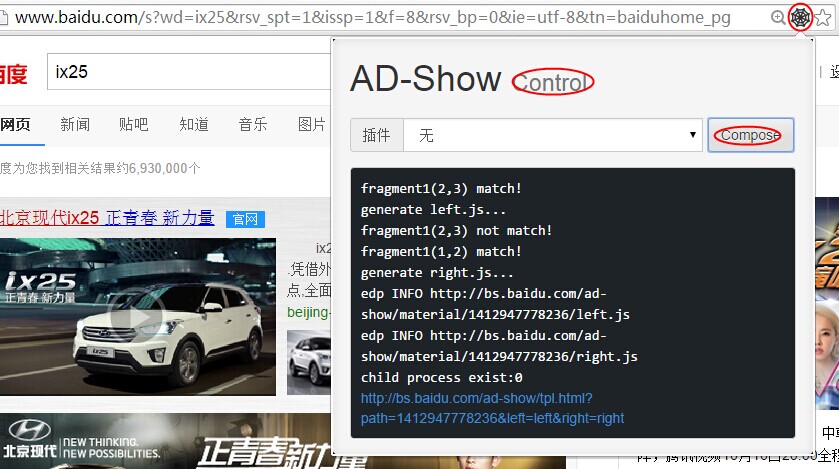 www.baidu.com/s?wd=ix25&rsv_spt=1&issp=1&f=8&rsv_bp=0&ie=utf-8&tn=baiduhome_pg
百度
ix25
网页 新闻 贴吧 知道 音乐 图片
度为您找到相关结果约6,930,000个
北京现代ix25 正青春 新力量 官网
ix25
正青春 新力量
ix2
.凭借外
点,全面
beijing-
北京现代
NEW THINKING.
NEW POSSIBILITIES.
正青春新力量
AD-Show Control
插件 无 Compose
fragment1(2,3) match!
generate left.js...
fragment1(2,3) not match!
fragment1(1,2) match!
generate right.js...
edp INFO http://bs.baidu.com/ad-
show/material/1412947778236/left.js
edp INFO http://bs.baidu.com/ad-
show/material/1412947778236/right.js
child process exist:0
http://bs.baidu.com/ad-show/tpl.html?
path=1412947778236&left=left&right=right